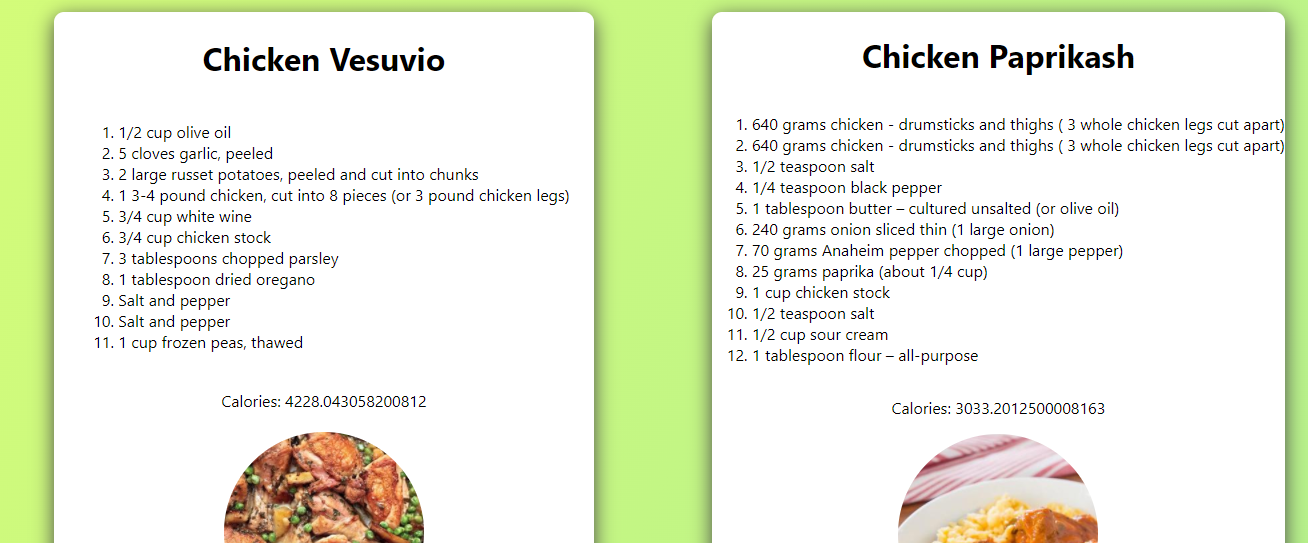 Chicken Vesuvio
1. 1/2 cup olive oil
2. 5 cloves garlic, peeled
3. 2 large russet potatoes, peeled and cut into chunks
4. 1 3-4 pound chicken, cut into 8 pieces (or 3 pound chicken legs)
5. 3/4 cup white wine
6. 3/4 cup chicken stock
7. 3 tablespoons chopped parsley
8. 1 tablespoon dried oregano
9. Salt and pepper
10. Salt and pepper
11. 1 cup frozen peas, thawed
Calories: 4228.043058200812
Chicken Paprikash
1. 640 grams chicken - drumsticks and thighs ( 3 whole chicken legs cut apart)
2. 640 grams chicken - drumsticks and thighs ( 3 whole chicken legs cut apart)
3. 1/2 teaspoon salt
4. 1/4 teaspoon black pepper
5. 1 tablespoon butter – cultured unsalted (or olive oil)
6. 240 grams onion sliced thin (1 large onion)
7. 70 grams Anaheim pepper chopped (1 large pepper)
8. 25 grams paprika (about 1/4 cup)
9. 1 cup chicken stock
10. 1/2 teaspoon salt
11. 1/2 cup sour cream
12. 1 tablespoon flour – all-purpose
Calories: 3033.2012500008163